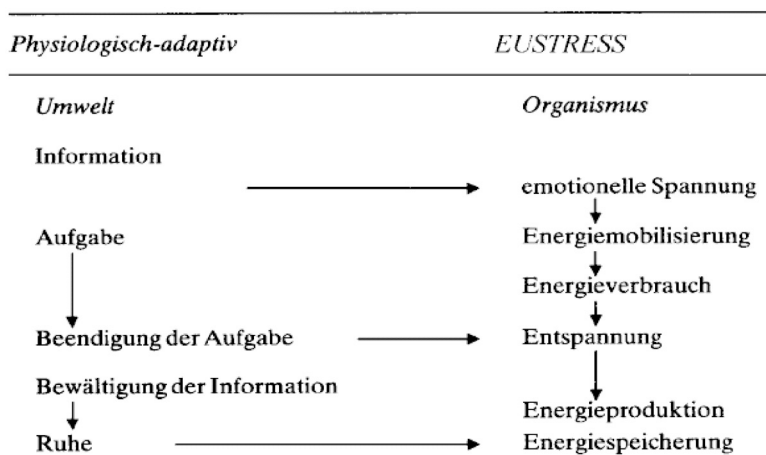 Physiologisch-adaptiv EUSTRESS
Umwelt Organismus
Information
emotionelle Spannung
Aufgabe Energiemobilisierung
Energieverbrauch
Beendigung der Aufgabe Entspannung
Bewältigung der Information
Energieproduktion
Ruhe Energiespeicherung